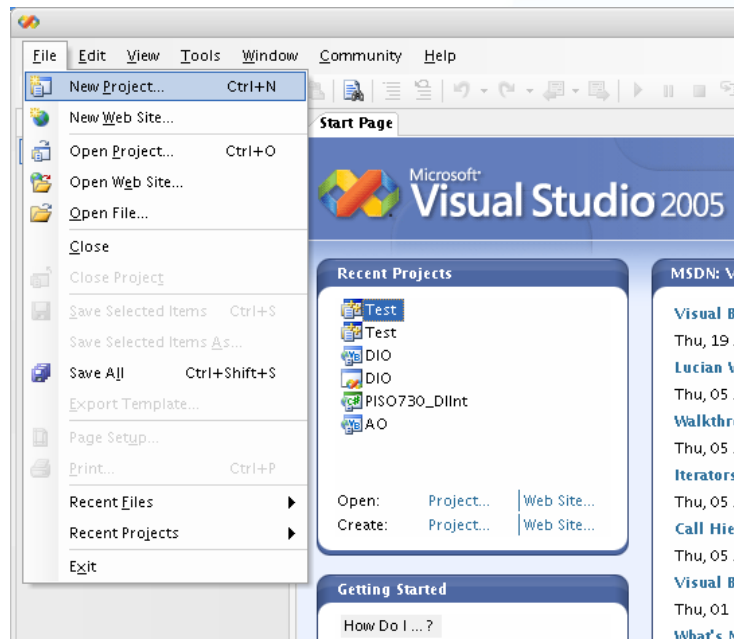 File Edit View Tools Window Community Help
New Project... Ctrl+N
New Web Site...
Open Project... Ctrl+O
Open Web Site...
Open File...
Close
Close Project
Save Selected Items Ctrl+S
Save Selected Items As...
Save All Ctrl+Shift+S
Export Template...
Page Setup...
Print... Ctrl+P
Recent Files
Recent Projects
Exit
Start Page
Microsoft
Visual Studio 2005
Recent Projects
Test
Test
DIO
DIO
PISO730_DIInt
AO
Open: Project... Web Site...
Create: Project... Web Site...
Getting Started
How Do I ... ?
MSDN: V
Visual B
Thu, 19
Lucian V
Thu, 05
Walkthr
Thu, 05
Iterators
Thu, 05
Call Hie
Thu, 05
Visual B
Thu, 01
What's N